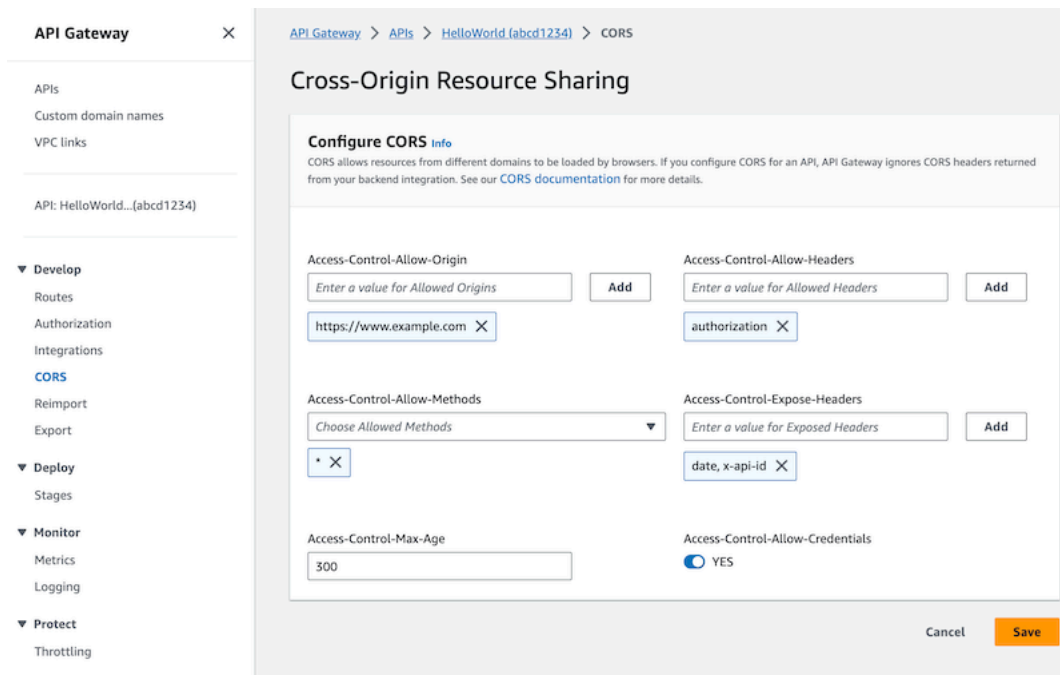 API Gateway
APIs
Custom domain names
VPC links
API: HelloWorld...(abcd1234)
Develop
Routes
Authorization
Integrations
CORS
Reimport
Export
Deploy
Stages
Monitor
Metrics
Logging
Protect
Throttling
API Gateway > APIs > HelloWorld (abcd1234) > CORS
Cross-Origin Resource Sharing
Configure CORS Info
CORS allows resources from different domains to be loaded by browsers. If you configure CORS for an API, API Gateway ignores CORS headers returned
from your backend integration. See our CORS documentation for more details.
Access-Control-Allow-Origin
Enter a value for Allowed Origins Add
https://www.example.com
Access-Control-Allow-Headers
Enter a value for Allowed Headers Add
authorization
Access-Control-Allow-Methods
Choose Allowed Methods
*
Access-Control-Expose-Headers
Enter a value for Exposed Headers Add
date, x-api-id
Access-Control-Max-Age
300
Access-Control-Allow-Credentials
YES
Cancel Save